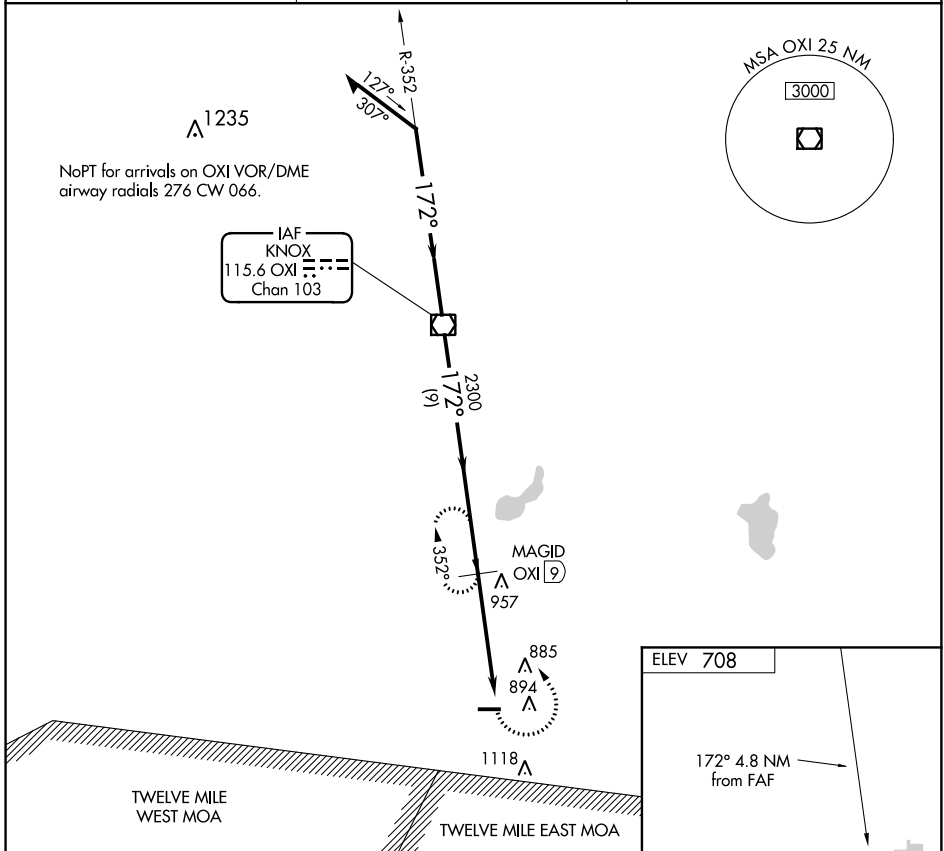 MSA OXI 25 NM
3000
R-352
127°
307°
1235
NoPT for arrivals on OXI VOR/DME
airway radials 276 CW 066.
172°
IAF
KNOX
115.6 OXI
Chan 103
2300
172°
(9)
352°
MAGID
OXI 9
957
885
894
1118
TWELVE MILE
WEST MOA
TWELVE MILE EAST MOA
ELEV 708
172° 4.8 NM
from FAF